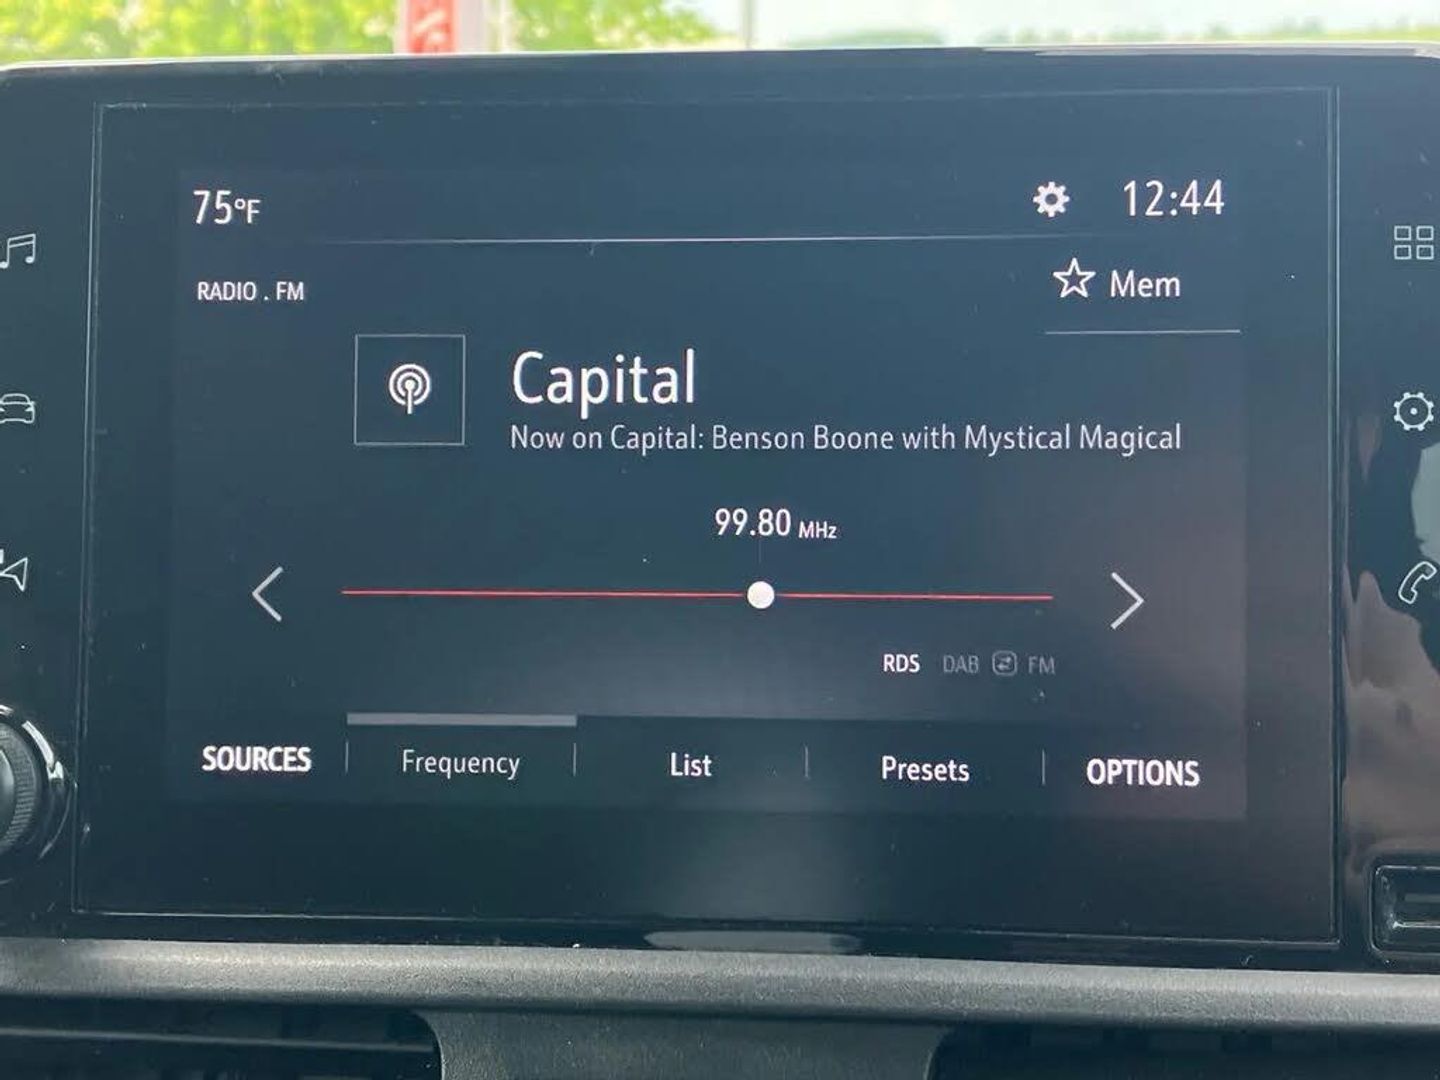 75°F
12:44
RADIO . FM
Mem
Capital
Now on Capital: Benson Boone with Mystical Magical
99.80 MHz
RDS DAB FM
SOURCES
Frequency
List
Presets
OPTIONS